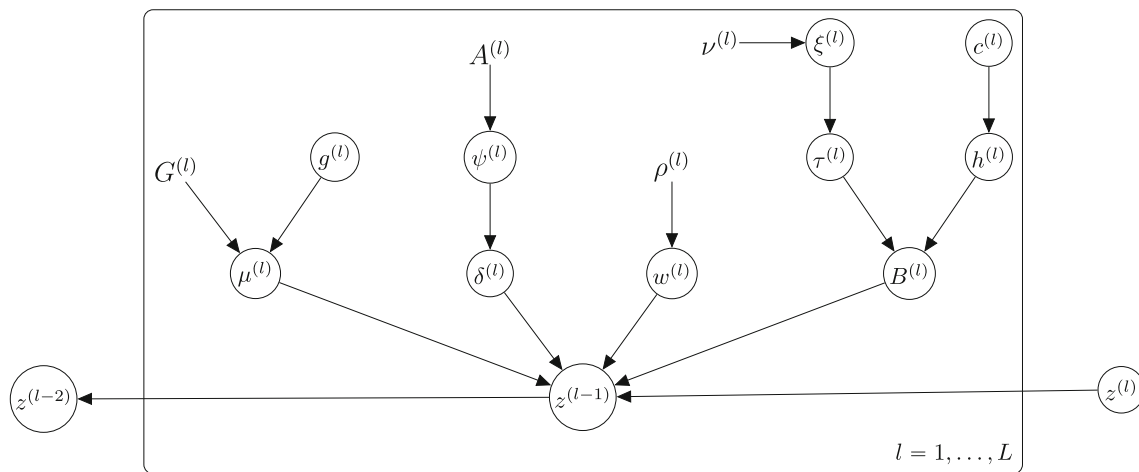 ν^{(l)} ξ^{(l)} c^{(l)}
A^{(l)}
G^{(l)} g^{(l)} ψ^{(l)} ρ^{(l)} τ^{(l)} h^{(l)}
μ^{(l)} δ^{(l)} w^{(l)} B^{(l)}
z^{(l−2)} z^{(l−1)} z^{(l)}
l = 1, . . . , L